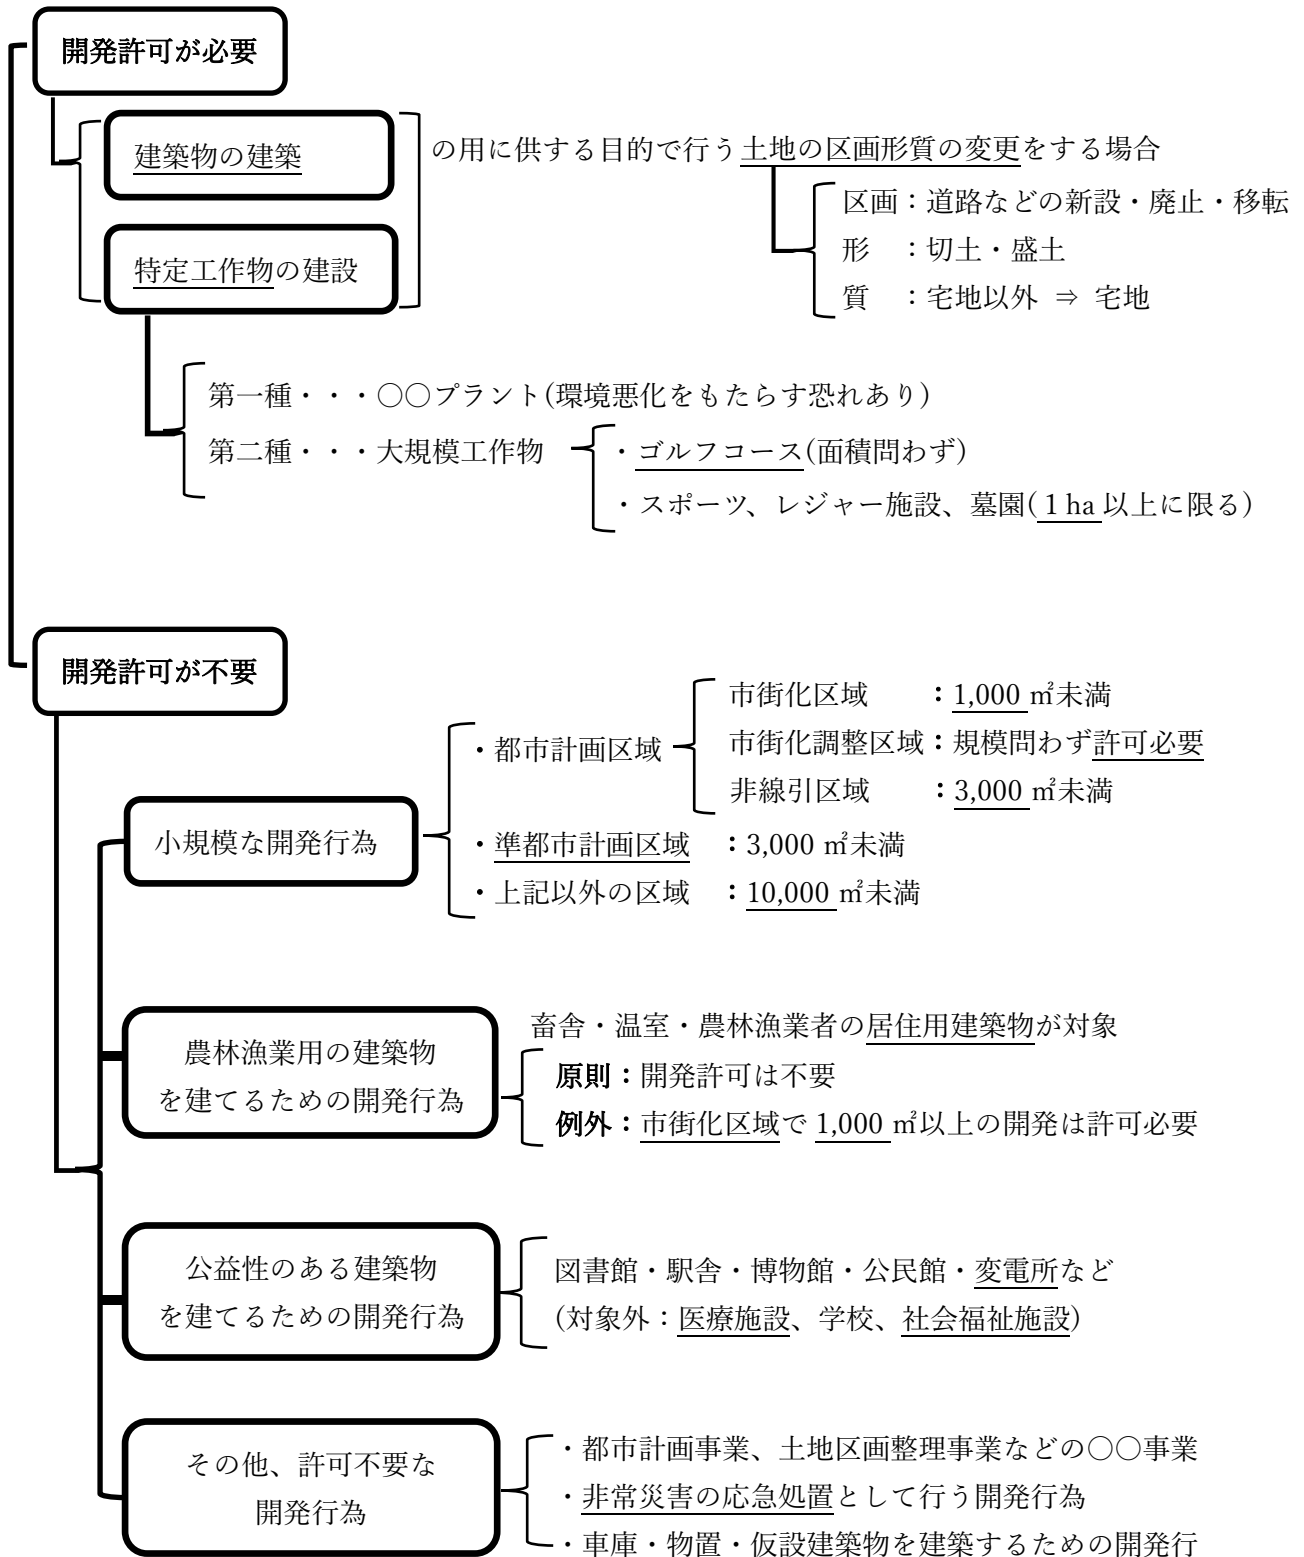 開発許可が必要
建築物の建築
の用に供する目的で行う土地の区画形質の変更をする場合
区画：道路などの新設・廃止・移転
形　：切土・盛土
質　：宅地以外 ⇒ 宅地
特定工作物の建設
第一種・・・〇〇プラント(環境悪化をもたらす恐れあり)
第二種・・・大規模工作物
・ゴルフコース(面積問わず)
・スポーツ、レジャー施設、墓園(１ha 以上に限る)
開発許可が不要
小規模な開発行為
・都市計画区域
市街化区域　　：1,000 ㎡未満
市街化調整区域：規模問わず許可必要
非線引区域　　：3,000 ㎡未満
・準都市計画区域　：3,000 ㎡未満
・上記以外の区域　：10,000 ㎡未満
農林漁業用の建築物
を建てるための開発行為
畜舎・温室・農林漁業者の居住用建築物が対象
原則：開発許可は不要
例外：市街化区域で 1,000 ㎡以上の開発は許可必要
公益性のある建築物
を建てるための開発行為
図書館・駅舎・博物館・公民館・変電所など
(対象外：医療施設、学校、社会福祉施設)
その他、許可不要な
開発行為
・都市計画事業、土地区画整理事業などの〇〇事業
・非常災害の応急処置として行う開発行為
・車庫・物置・仮設建築物を建築するための開発行